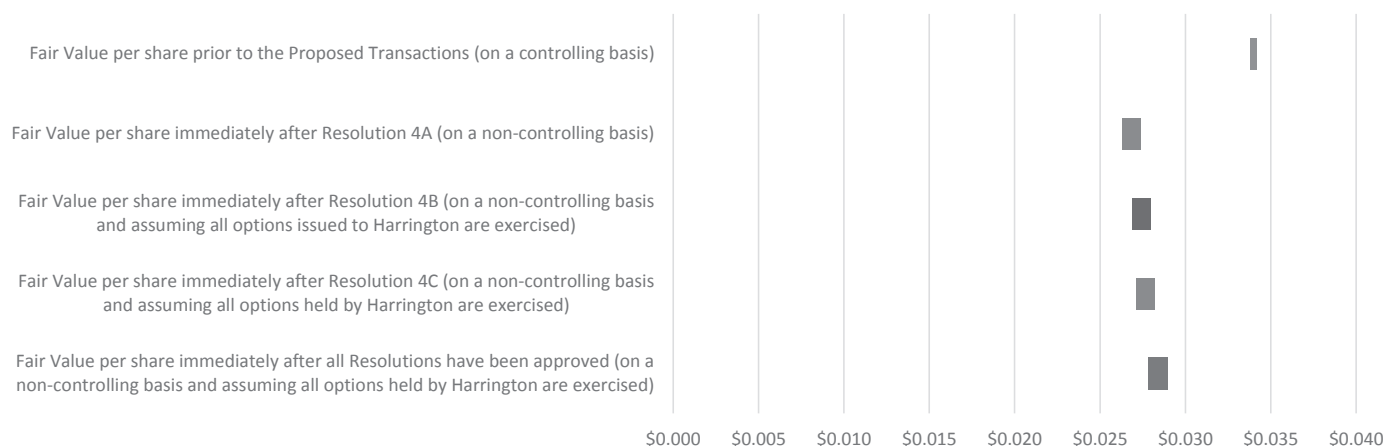 Fair Value per share prior to the Proposed Transactions (on a controlling basis)
Fair Value per share immediately after Resolution 4A (on a non-controlling basis)
Fair Value per share immediately after Resolution 4B (on a non-controlling basis
and assuming all options issued to Harrington are exercised)
Fair Value per share immediately after Resolution 4C (on a non-controlling basis
and assuming all options held by Harrington are exercised)
Fair Value per share immediately after all Resolutions have been approved (on a
non-controlling basis and assuming all options held by Harrington are exercised)
$0.000 $0.005 $0.010 $0.015 $0.020 $0.025 $0.030 $0.035 $0.040